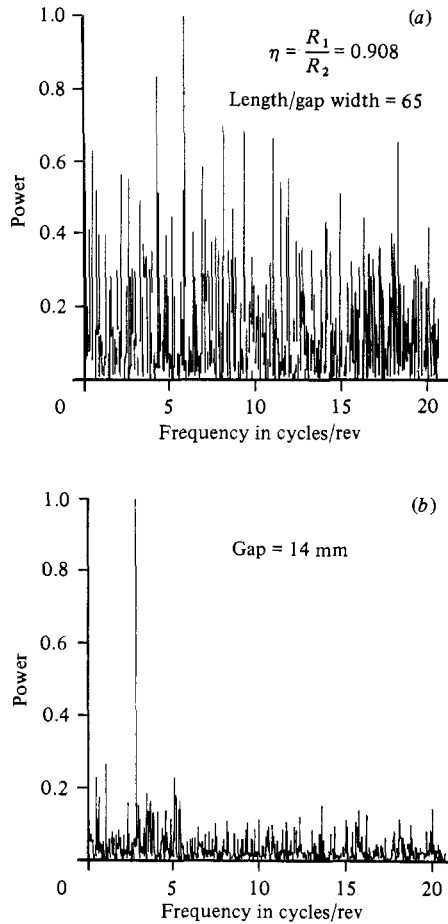 (a)
η = R₁/R₂ = 0.908
Length/gap width = 65
Power
1.0
0.8
0.6
0.4
0.2
0
5
10
15
20
Frequency in cycles/rev
(b)
Gap = 14 mm
Power
1.0
0.8
0.6
0.4
0.2
0
5
10
15
20
Frequency in cycles/rev